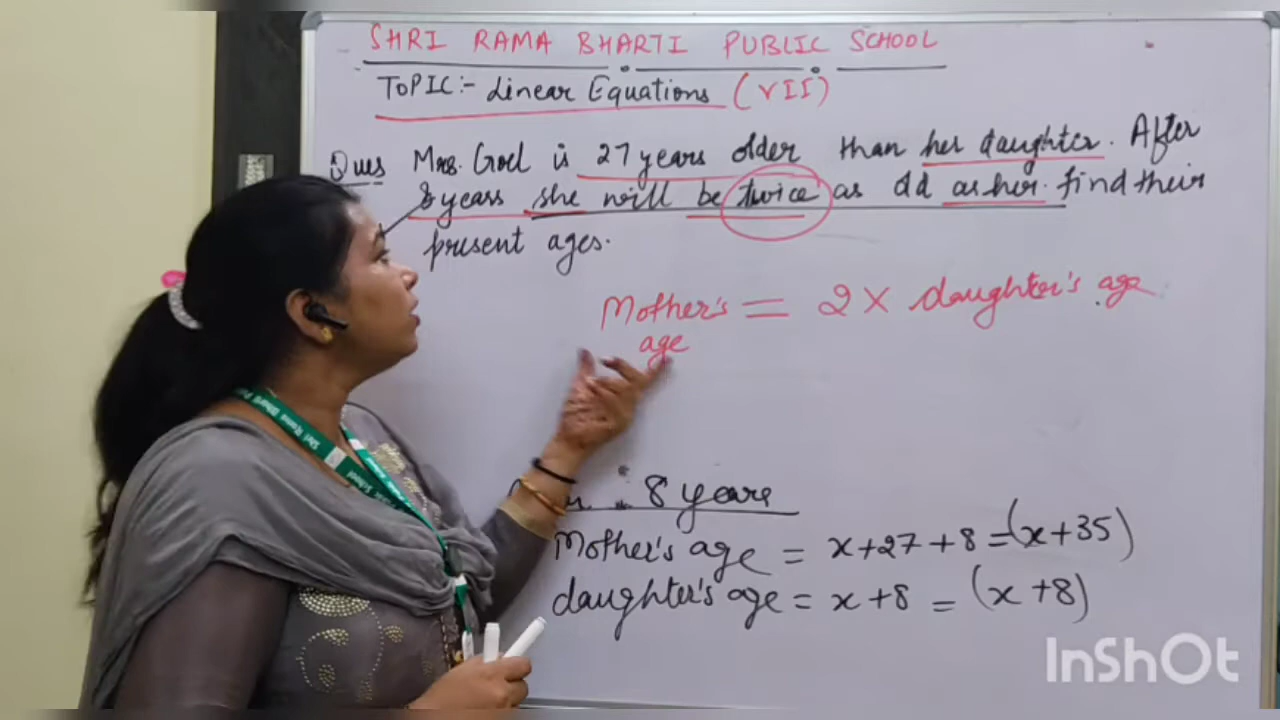 SHRI RAMA BHARTI PUBLIC SCHOOL
TOPIC:- Linear Equations (VII)
Ques Mrs. Goel is 27 years older than her daughter. After
8 years she will be twice as old as her. find their
present ages.
Mother's = 2 × daughter's age
age
8 years
Mother's age = x+27+8 = (x+35)
daughter's age = x+8 = (x+8)
InShOt